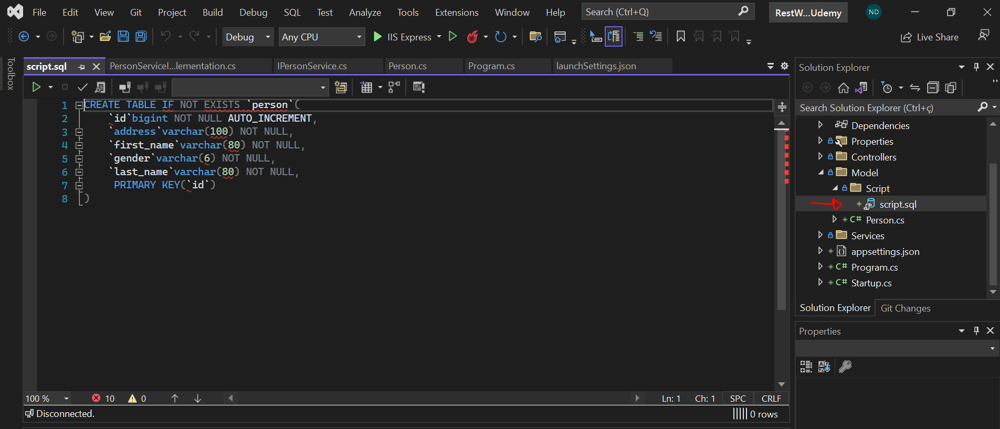 File Edit View Git Project Build Debug SQL Test Analyze Tools Extensions Window Help Search (Ctrl+Q) RestW...Udemy ND
Debug Any CPU IIS Express Live Share
Toolbox
script.sql PersonServiceI...lementation.cs IPersonService.cs Person.cs Program.cs launchSettings.json
1 CREATE TABLE IF NOT EXISTS `person`(
2 `id`bigint NOT NULL AUTO_INCREMENT,
3 `address`varchar(100) NOT NULL,
4 `first_name`varchar(80) NOT NULL,
5 `gender`varchar(6) NOT NULL,
6 `last_name`varchar(80) NOT NULL,
7 PRIMARY KEY(`id`)
8 )
100 % 10 0 Ln: 1 Ch: 1 SPC CRLF
Disconnected. 0 rows
Solution Explorer
Search Solution Explorer (Ctrl+ç)
Dependencies
Properties
Controllers
Model
Script
script.sql
C# Person.cs
Services
appsettings.json
C# Program.cs
C# Startup.cs
Solution Explorer Git Changes
Properties